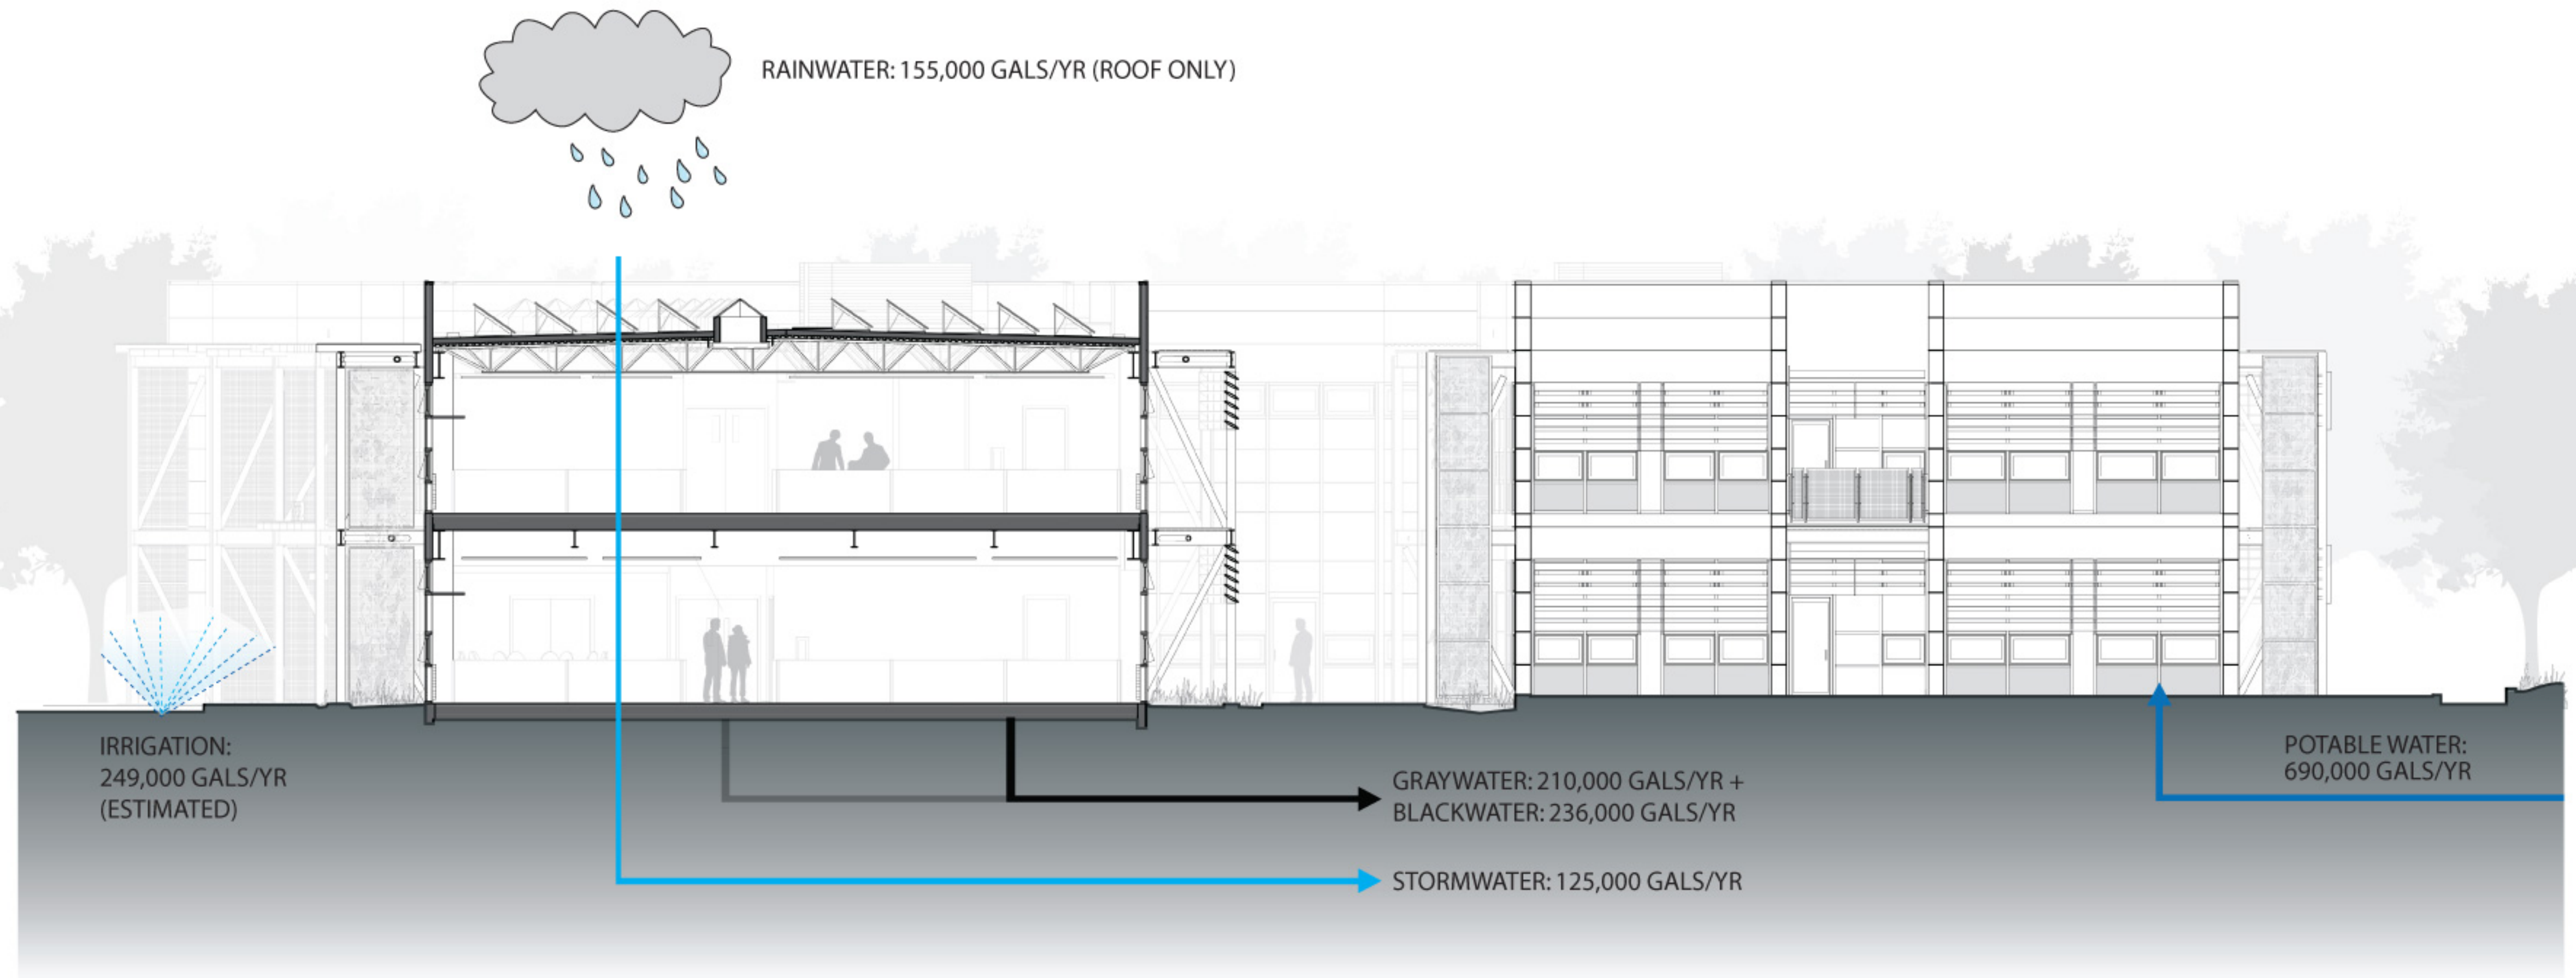 RAINWATER: 155,000 GALS/YR (ROOF ONLY)
IRRIGATION:
249,000 GALS/YR
(ESTIMATED)
GRAYWATER: 210,000 GALS/YR +
BLACKWATER: 236,000 GALS/YR
STORMWATER: 125,000 GALS/YR
POTABLE WATER:
690,000 GALS/YR